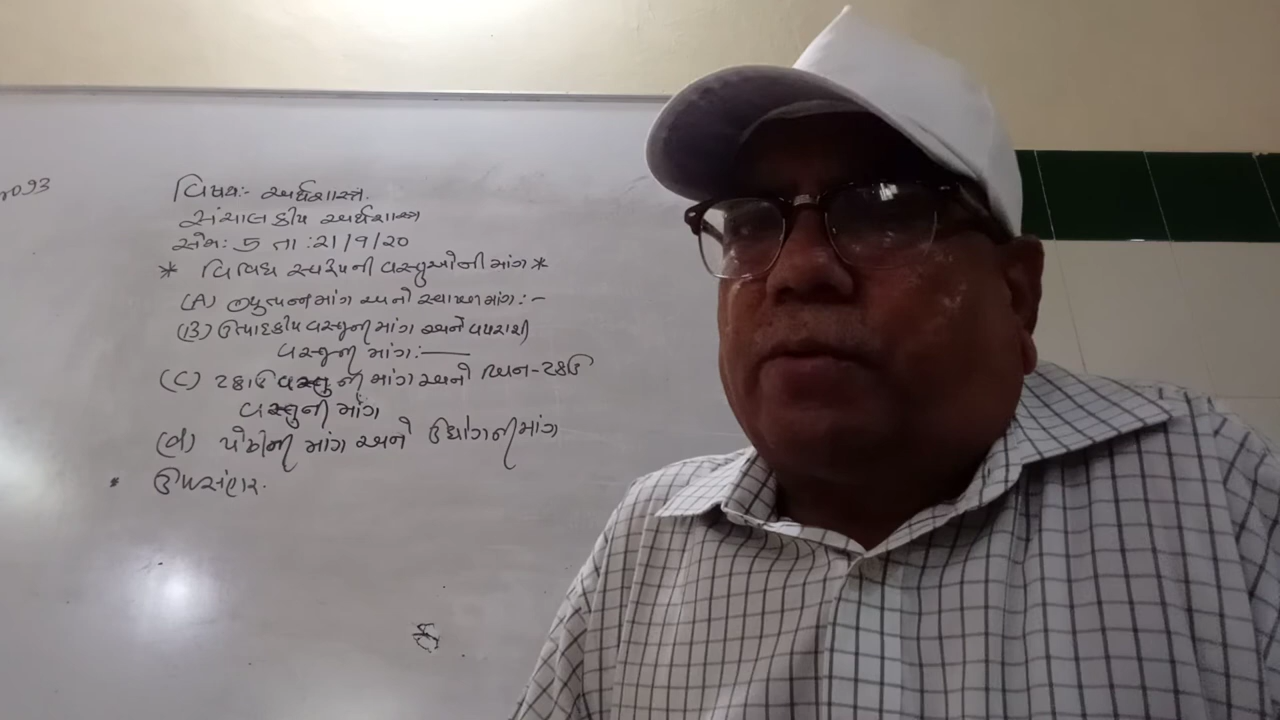 વિષય:- અર્થશાસ્ત્ર.
સંચાલકીય અર્થશાસ્ત્ર
સેમ: 5 તા :21/9/20
* વિવિધ સ્વરૂપની વસ્તુઓની માંગ *
(A) વ્યુત્પન્ન માંગ અને સ્વાયત્ત માંગ:-
(B) ઉત્પાદકીય વસ્તુની માંગ અને વપરાશી
વસ્તુની માંગ:-
(C) ટકાઉ વસ્તુની માંગ અને બિન-ટકાઉ
વસ્તુની માંગ
પેઢીની માંગ અને ઉદ્યોગની માંગ
* ઉપસંહાર.